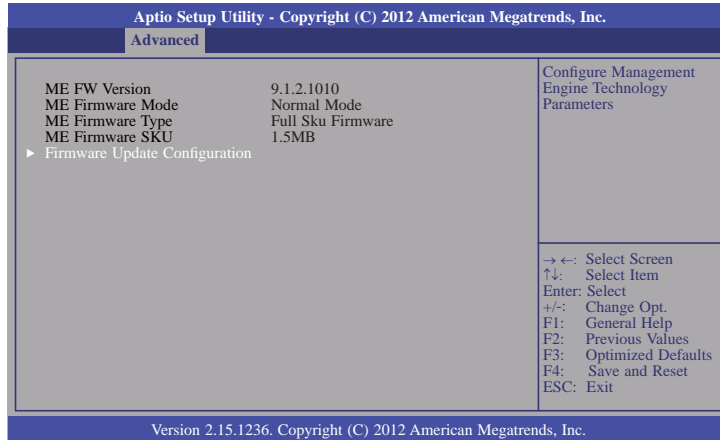 Aptio Setup Utility - Copyright (C) 2012 American Megatrends, Inc.
Advanced
ME FW Version 9.1.2.1010
ME Firmware Mode Normal Mode
ME Firmware Type Full Sku Firmware
ME Firmware SKU 1.5MB
► Firmware Update Configuration
Configure Management
Engine Technology
Parameters
→ ←: Select Screen
↑↓: Select Item
Enter: Select
+/-: Change Opt.
F1: General Help
F2: Previous Values
F3: Optimized Defaults
F4: Save and Reset
ESC: Exit
Version 2.15.1236. Copyright (C) 2012 American Megatrends, Inc.